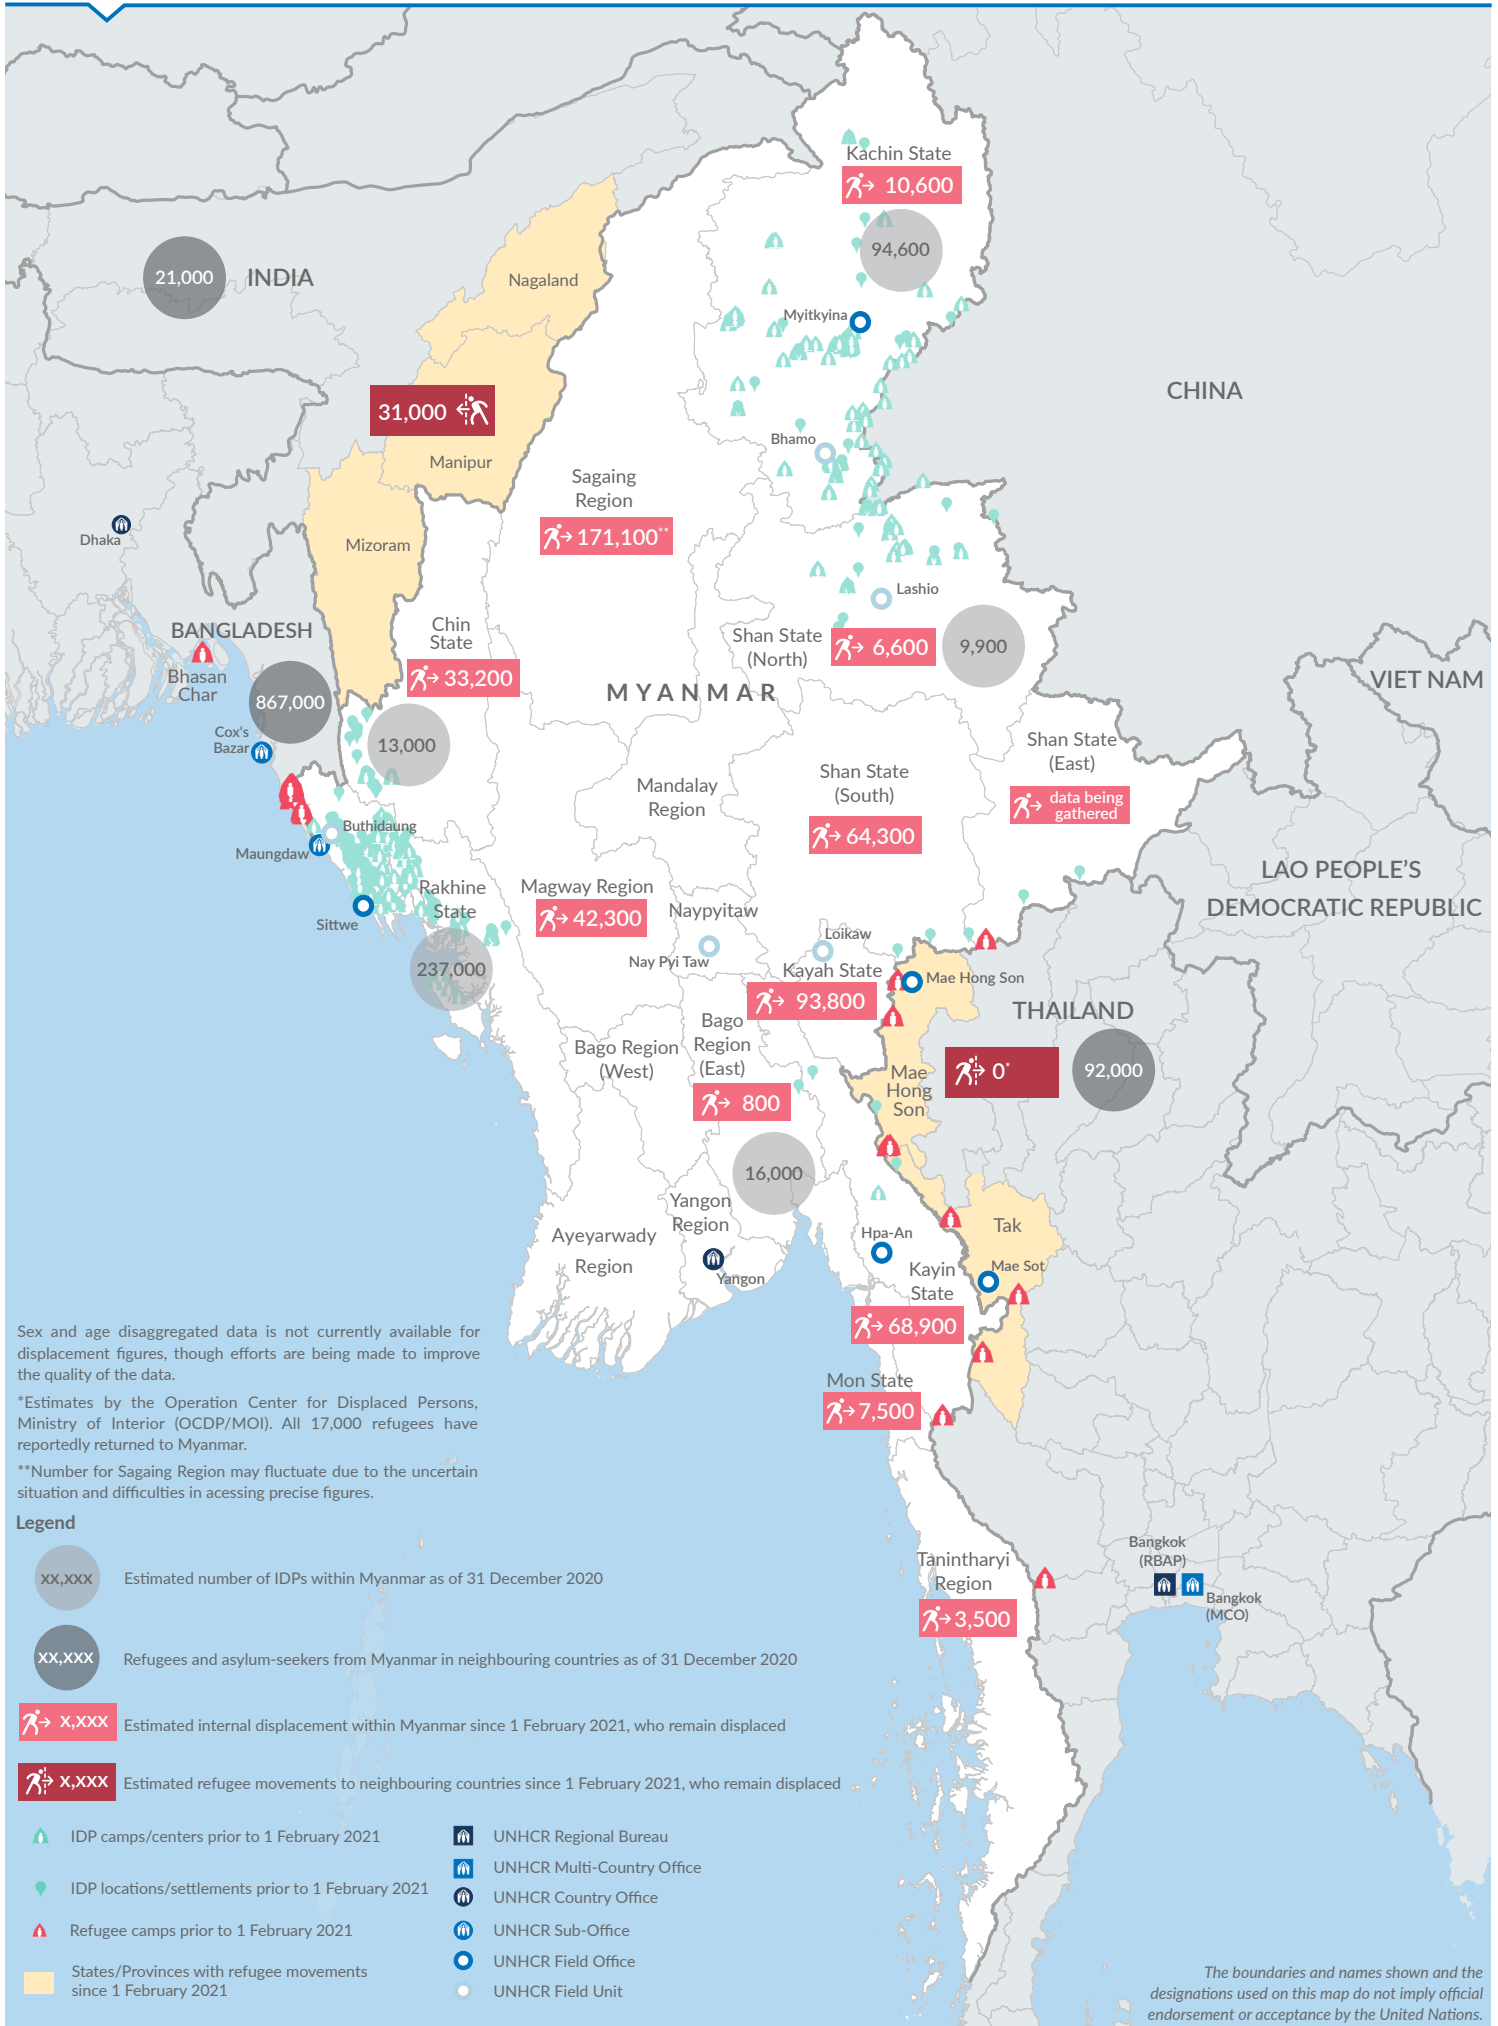 Kachin State
10,600
94,600
21,000
INDIA
Nagaland
Myitkyina
CHINA
31,000
Manipur
Bhamo
Sagaing
Region
171,100**
Dhaka
Mizoram
Lashio
Chin
State
33,200
Shan State
(North)
6,600
9,900
BANGLADESH
Bhasan
Char
867,000
MYANMAR
VIET NAM
Cox's
Bazar
13,000
Shan State
(East)
data being
gathered
Mandalay
Region
Shan State
(South)
64,300
Buthidaung
Maungdaw
LAO PEOPLE'S
DEMOCRATIC REPUBLIC
Rakhine
State
Sittwe
237,000
Magway Region
42,300
Naypyitaw
Nay Pyi Taw
Loikaw
Kayah State
93,800
Mae Hong Son
THAILAND
0*
92,000
Bago Region
(West)
Bago
Region
(East)
800
Mae
Hong
Son
16,000
Yangon
Region
Yangon
Ayeyarwady
Region
Hpa-An
Tak
Mae Sot
Kayin
State
68,900
Mon State
7,500
Sex and age disaggregated data is not currently available for
displacement figures, though efforts are being made to improve
the quality of the data.
*Estimates by the Operation Center for Displaced Persons,
Ministry of Interior (OCDP/MOI). All 17,000 refugees have
reportedly returned to Myanmar.
**Number for Sagaing Region may fluctuate due to the uncertain
situation and difficulties in acessing precise figures.
Tanintharyi
Region
3,500
Bangkok
(RBAP)
Bangkok
(MCO)
Legend
XX,XXX Estimated number of IDPs within Myanmar as of 31 December 2020
XX,XXX Refugees and asylum-seekers from Myanmar in neighbouring countries as of 31 December 2020
X,XXX Estimated internal displacement within Myanmar since 1 February 2021, who remain displaced
X,XXX Estimated refugee movements to neighbouring countries since 1 February 2021, who remain displaced
IDP camps/centers prior to 1 February 2021
IDP locations/settlements prior to 1 February 2021
Refugee camps prior to 1 February 2021
States/Provinces with refugee movements
since 1 February 2021
UNHCR Regional Bureau
UNHCR Multi-Country Office
UNHCR Country Office
UNHCR Sub-Office
UNHCR Field Office
UNHCR Field Unit
The boundaries and names shown and the
designations used on this map do not imply official
endorsement or acceptance by the United Nations.